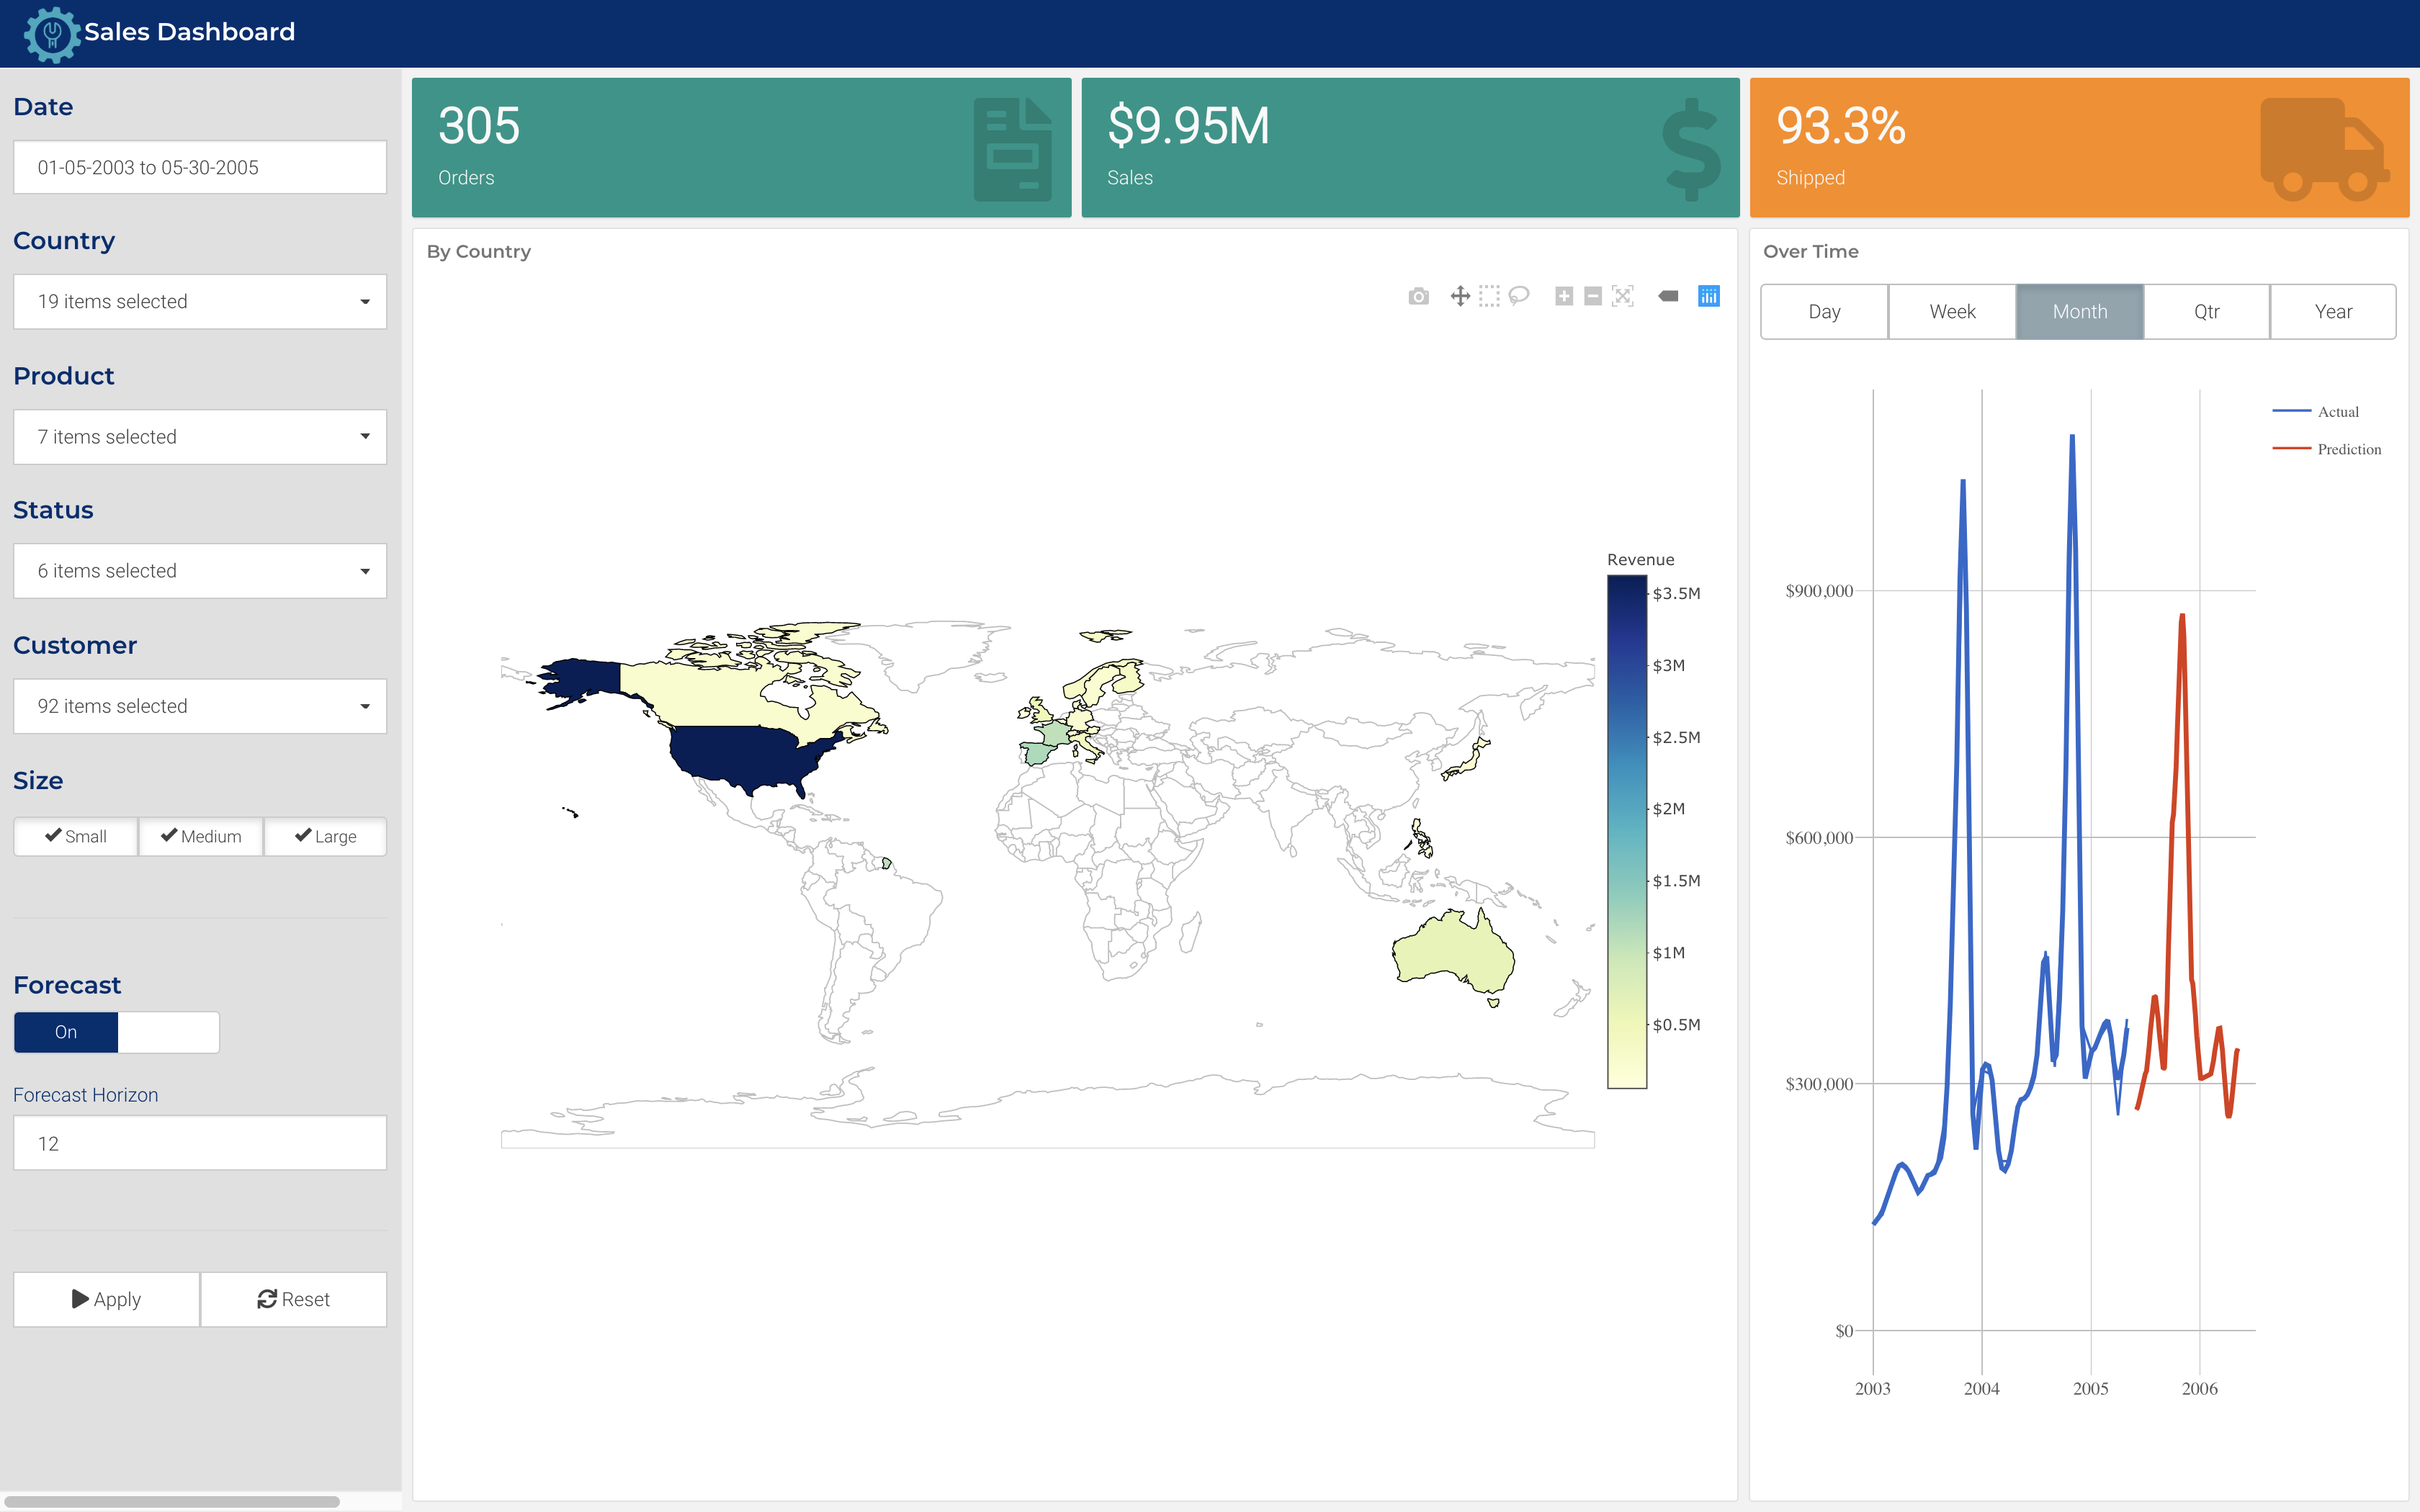 Sales Dashboard
Date
01-05-2003 to 05-30-2005
Country
19 items selected
Product
7 items selected
Status
6 items selected
Customer
92 items selected
Size
Small
Medium
Large
Forecast
On
Forecast Horizon
12
Apply
Reset
305
Orders
$9.95M
Sales
93.3%
Shipped
By Country
Revenue
$3.5M
$3M
$2.5M
$2M
$1.5M
$1M
$0.5M
Over Time
Day
Week
Month
Qtr
Year
Actual
Prediction
$900,000
$600,000
$300,000
$0
2003
2004
2005
2006